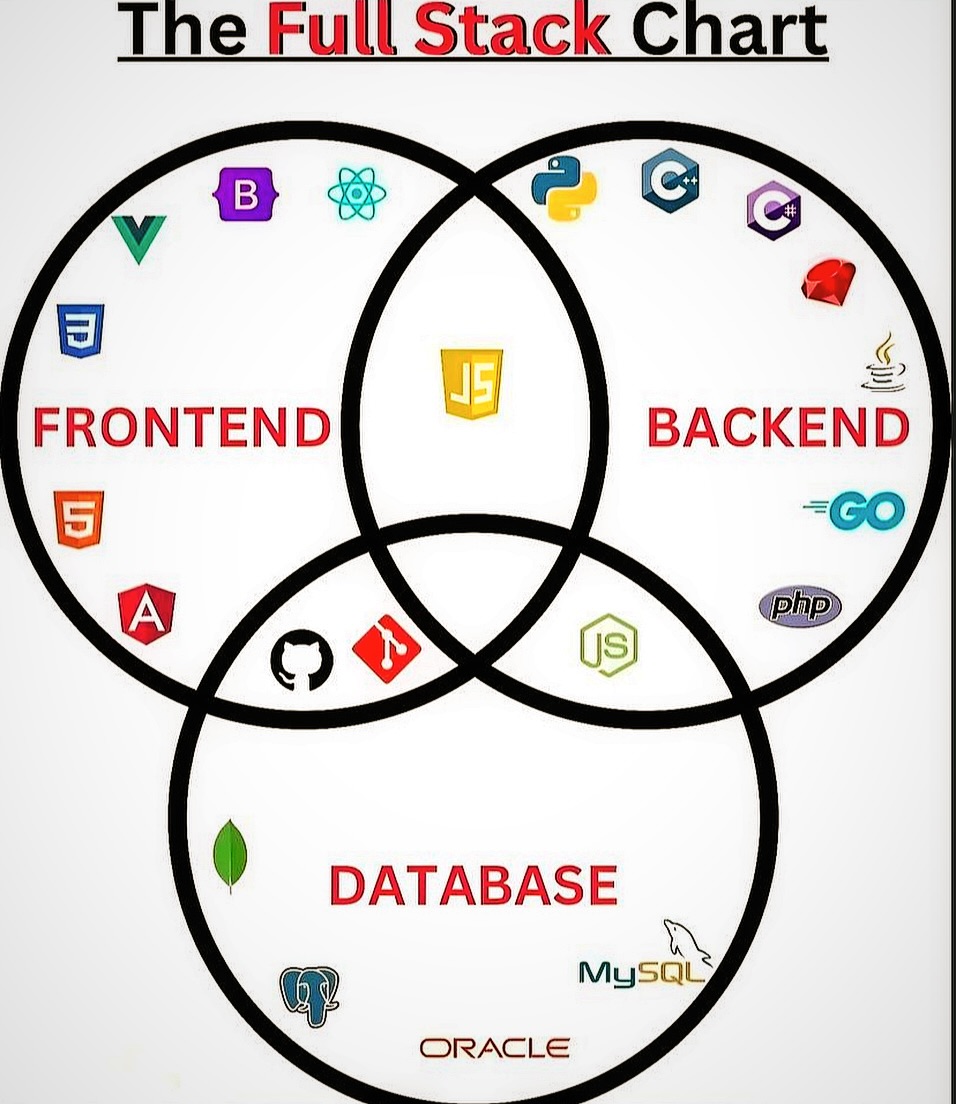 The Full Stack Chart
B
C++
C#
3
JS
FRONTEND
BACKEND
5
GO
A
php
JS
DATABASE
MySQL
ORACLE